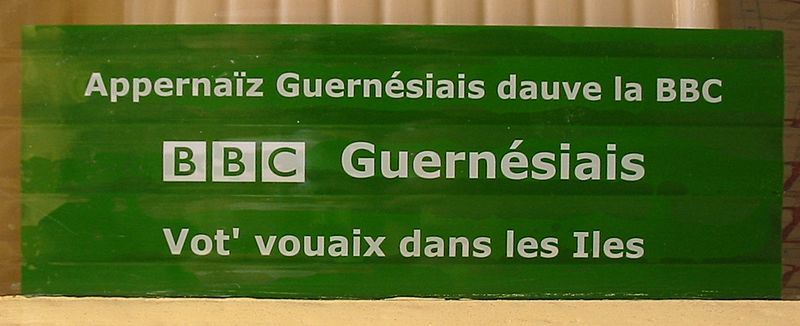 Appernaïz Guernésiais dauve la BBC
BBC Guernésiais
Vot' vouaix dans les Iles